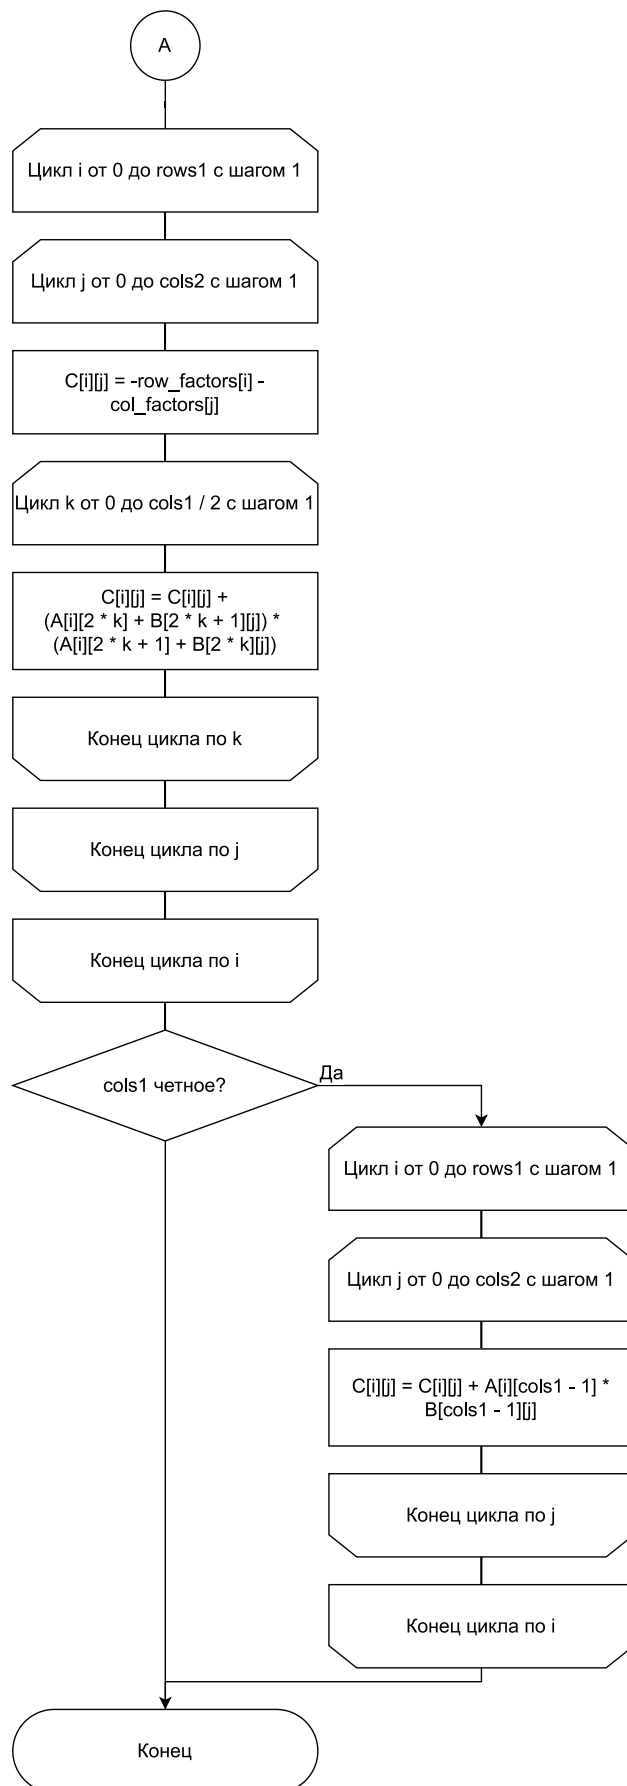 A
Цикл i от 0 до rows1 с шагом 1
Цикл j от 0 до cols2 с шагом 1
C[i][j] = -row_factors[i] -
col_factors[j]
Цикл k от 0 до cols1 / 2 с шагом 1
C[i][j] = C[i][j] +
(A[i][2 * k] + B[2 * k + 1][j]) *
(A[i][2 * k + 1] + B[2 * k][j])
Конец цикла по k
Конец цикла по j
Конец цикла по i
cols1 четное?
Да
Цикл i от 0 до rows1 с шагом 1
Цикл j от 0 до cols2 с шагом 1
C[i][j] = C[i][j] + A[i][cols1 - 1] *
B[cols1 - 1][j]
Конец цикла по j
Конец цикла по i
Конец